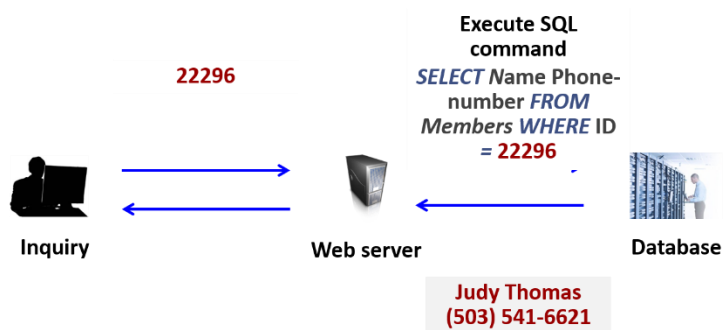 Execute SQL
command
22296
SELECT Name Phone-
number FROM
Members WHERE ID
= 22296
Inquiry
Web server
Database
Judy Thomas
(503) 541-6621